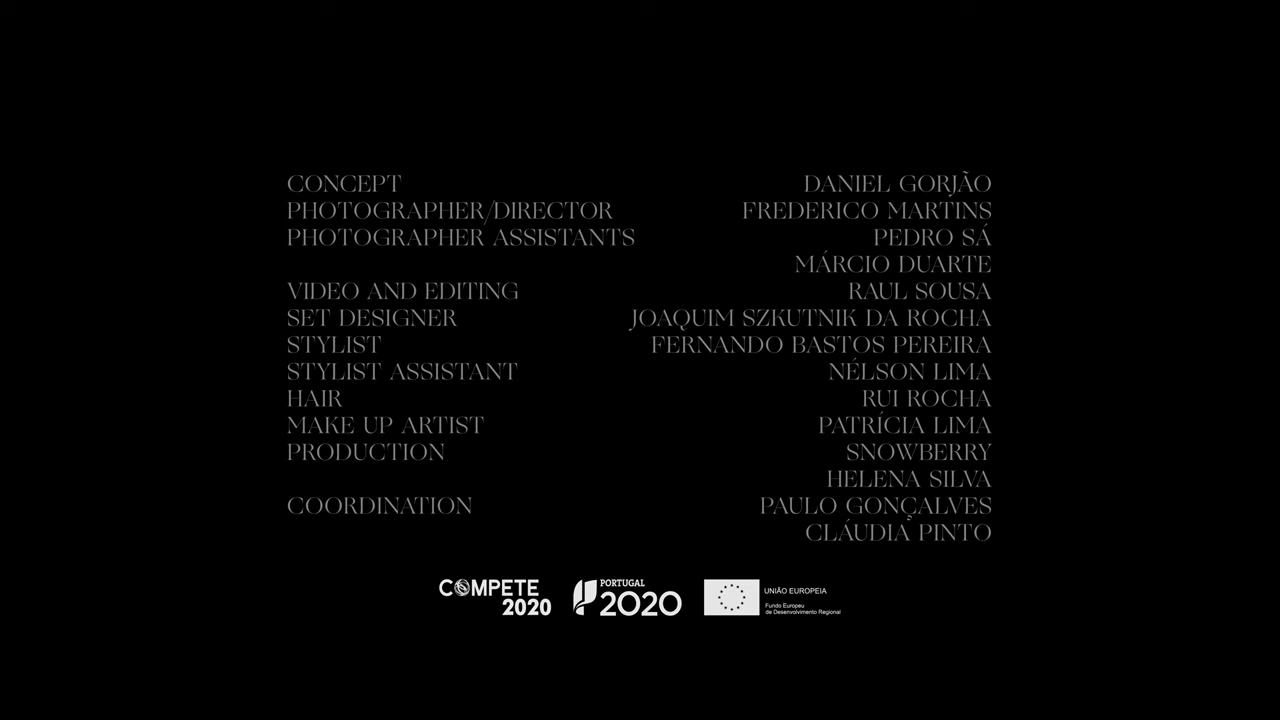 CONCEPT DANIEL GORJÃO
PHOTOGRAPHER/DIRECTOR FREDERICO MARTINS
PHOTOGRAPHER ASSISTANTS PEDRO SÁ
MÁRCIO DUARTE
VIDEO AND EDITING RAUL SOUSA
SET DESIGNER JOAQUIM SZKUTNIK DA ROCHA
STYLIST FERNANDO BASTOS PEREIRA
STYLIST ASSISTANT NÉLSON LIMA
HAIR RUI ROCHA
MAKE UP ARTIST PATRÍCIA LIMA
PRODUCTION SNOWBERRY
HELENA SILVA
COORDINATION PAULO GONÇALVES
CLÁUDIA PINTO
COMPETE 2020
PORTUGAL 2020
UNIÃO EUROPEIA
Fundo Europeu
de Desenvolvimento Regional